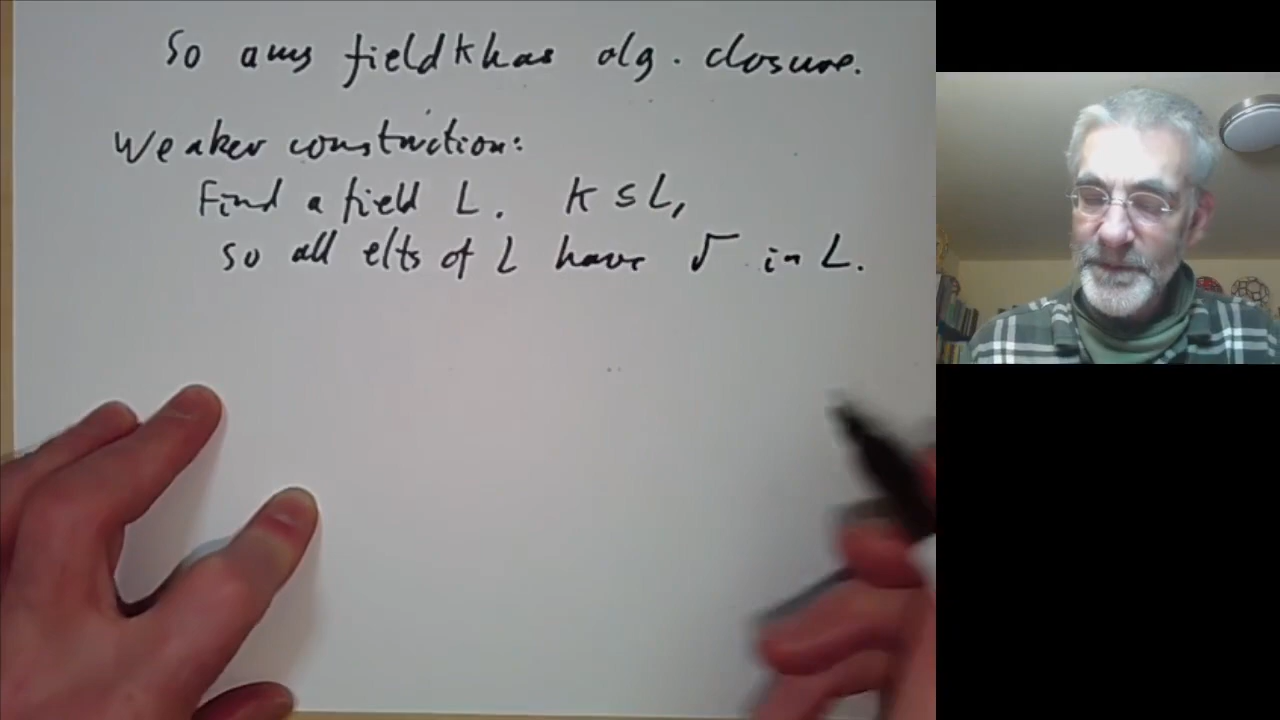 So any field K has alg. closure.
Weaker construction:
Find a field L. K ⊆ L,
so all elts of L have √ in L.